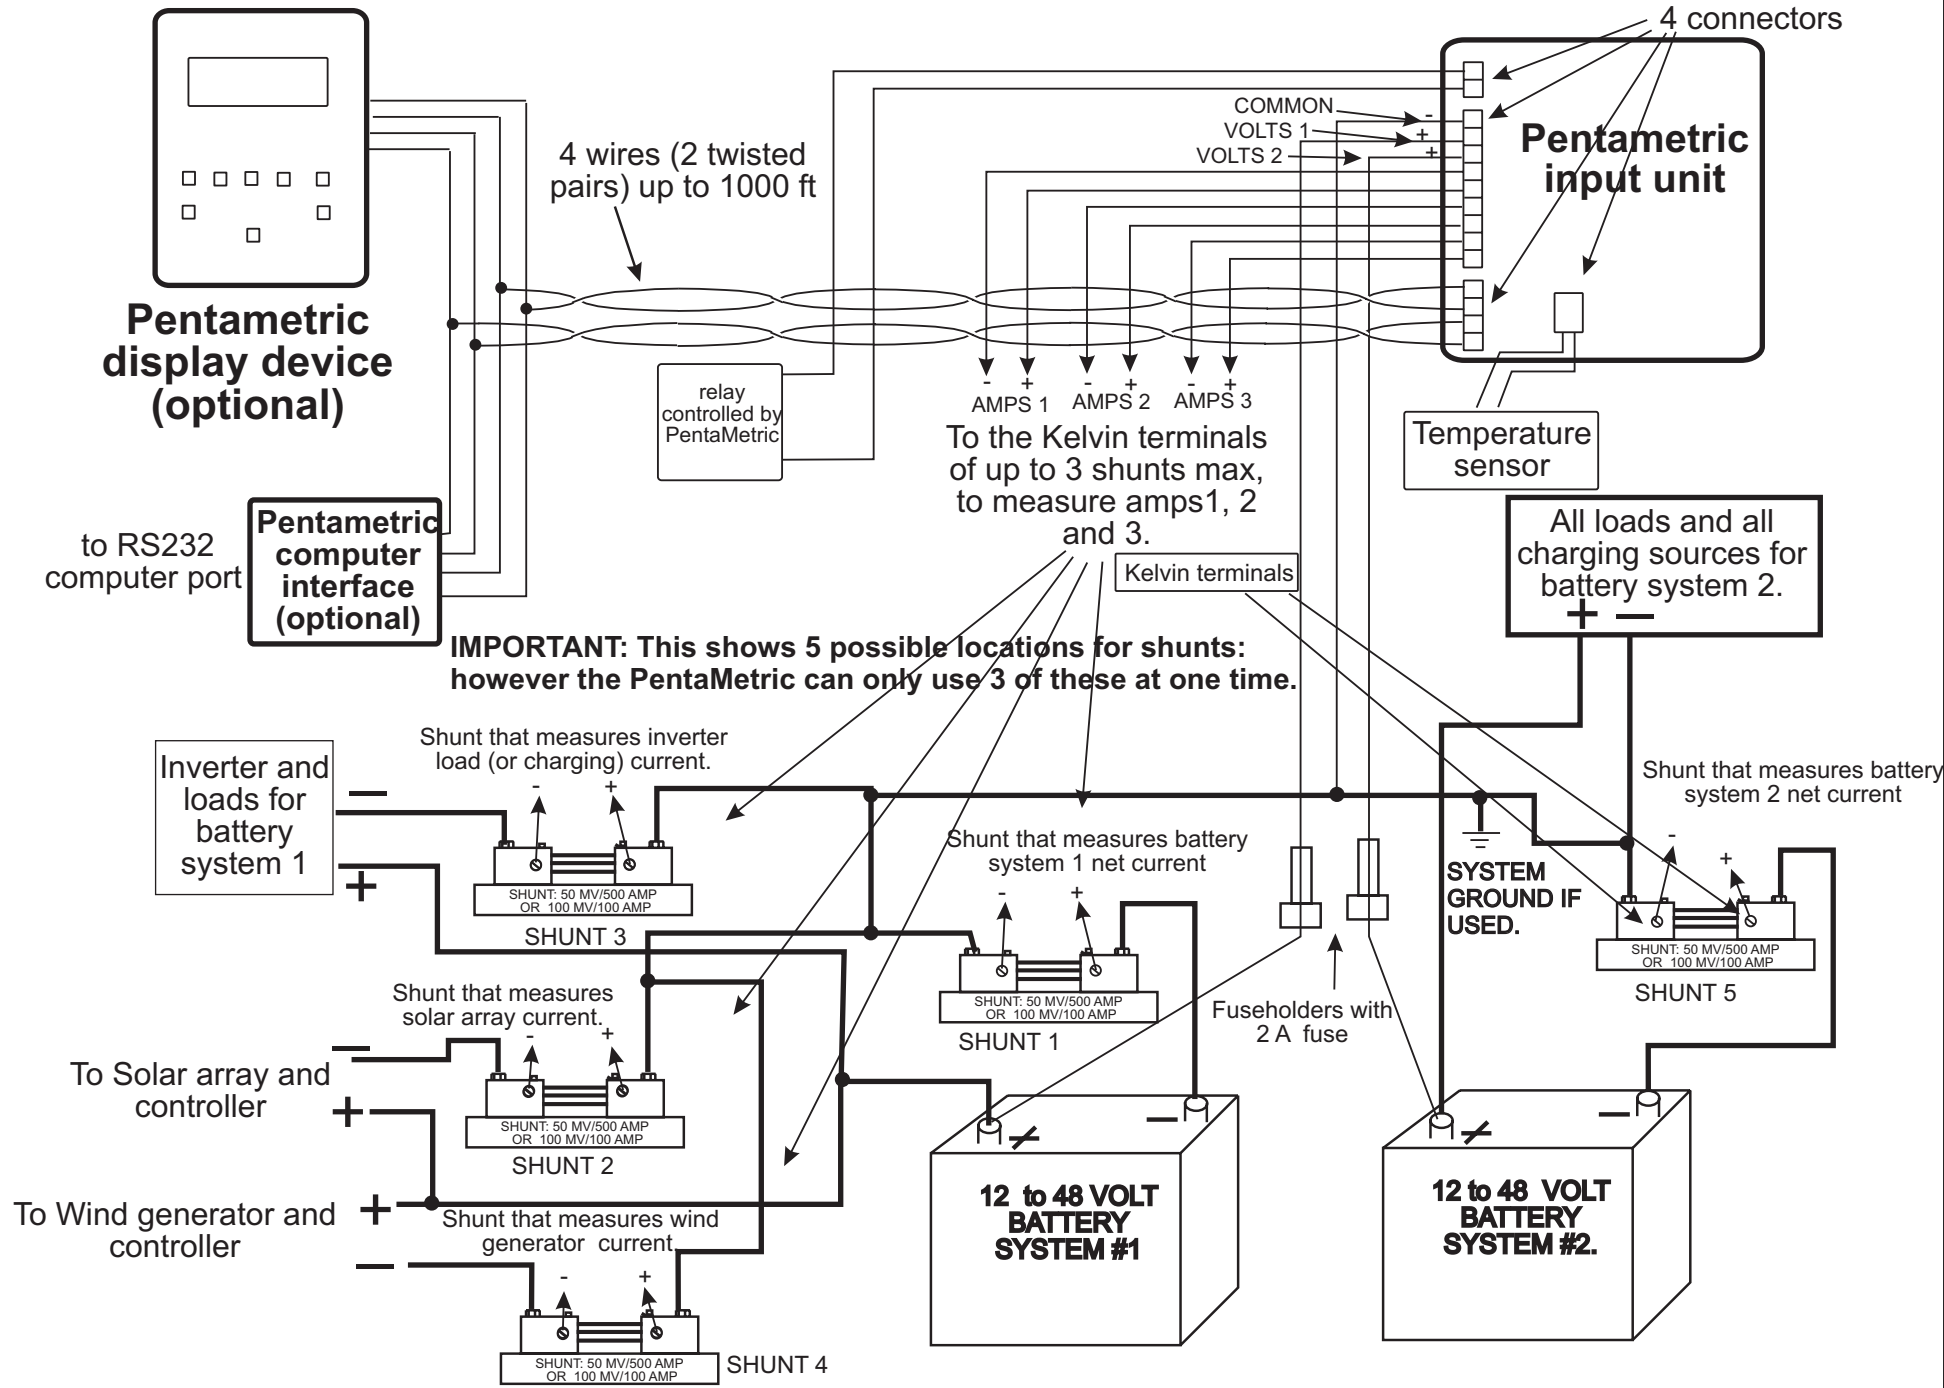 4 connectors
COMMON
-
VOLTS 1
+
VOLTS 2
+
Pentametric
input unit
4 wires (2 twisted
pairs) up to 1000 ft
Pentametric
display device
(optional)
relay
controlled by
PentaMetric
- + - + - +
AMPS 1 AMPS 2 AMPS 3
To the Kelvin terminals
of up to 3 shunts max,
to measure amps1, 2
and 3.
Temperature
sensor
Kelvin terminals
All loads and all
charging sources for
battery system 2.
+ −
to RS232
computer port
Pentametric
computer
interface
(optional)
IMPORTANT: This shows 5 possible locations for shunts:
however the PentaMetric can only use 3 of these at one time.
Inverter and
loads for
battery
system 1
−
+
Shunt that measures inverter
load (or charging) current.
- +
SHUNT: 50 MV/500 AMP
OR 100 MV/100 AMP
SHUNT 3
Shunt that measures battery
system 1 net current
- +
SHUNT: 50 MV/500 AMP
OR 100 MV/100 AMP
SHUNT 1
SYSTEM
GROUND IF
USED.
Shunt that measures battery
system 2 net current
- +
SHUNT: 50 MV/500 AMP
OR 100 MV/100 AMP
SHUNT 5
Fuseholders with
2 A fuse
Shunt that measures
solar array current.
- +
SHUNT: 50 MV/500 AMP
OR 100 MV/100 AMP
SHUNT 2
−
To Solar array and
controller
+
To Wind generator and
controller
+
−
Shunt that measures wind
generator current.
- +
SHUNT: 50 MV/500 AMP
OR 100 MV/100 AMP
SHUNT 4
+ −
12 to 48 VOLT
BATTERY
SYSTEM #1
+ −
12 to 48 VOLT
BATTERY
SYSTEM #2.